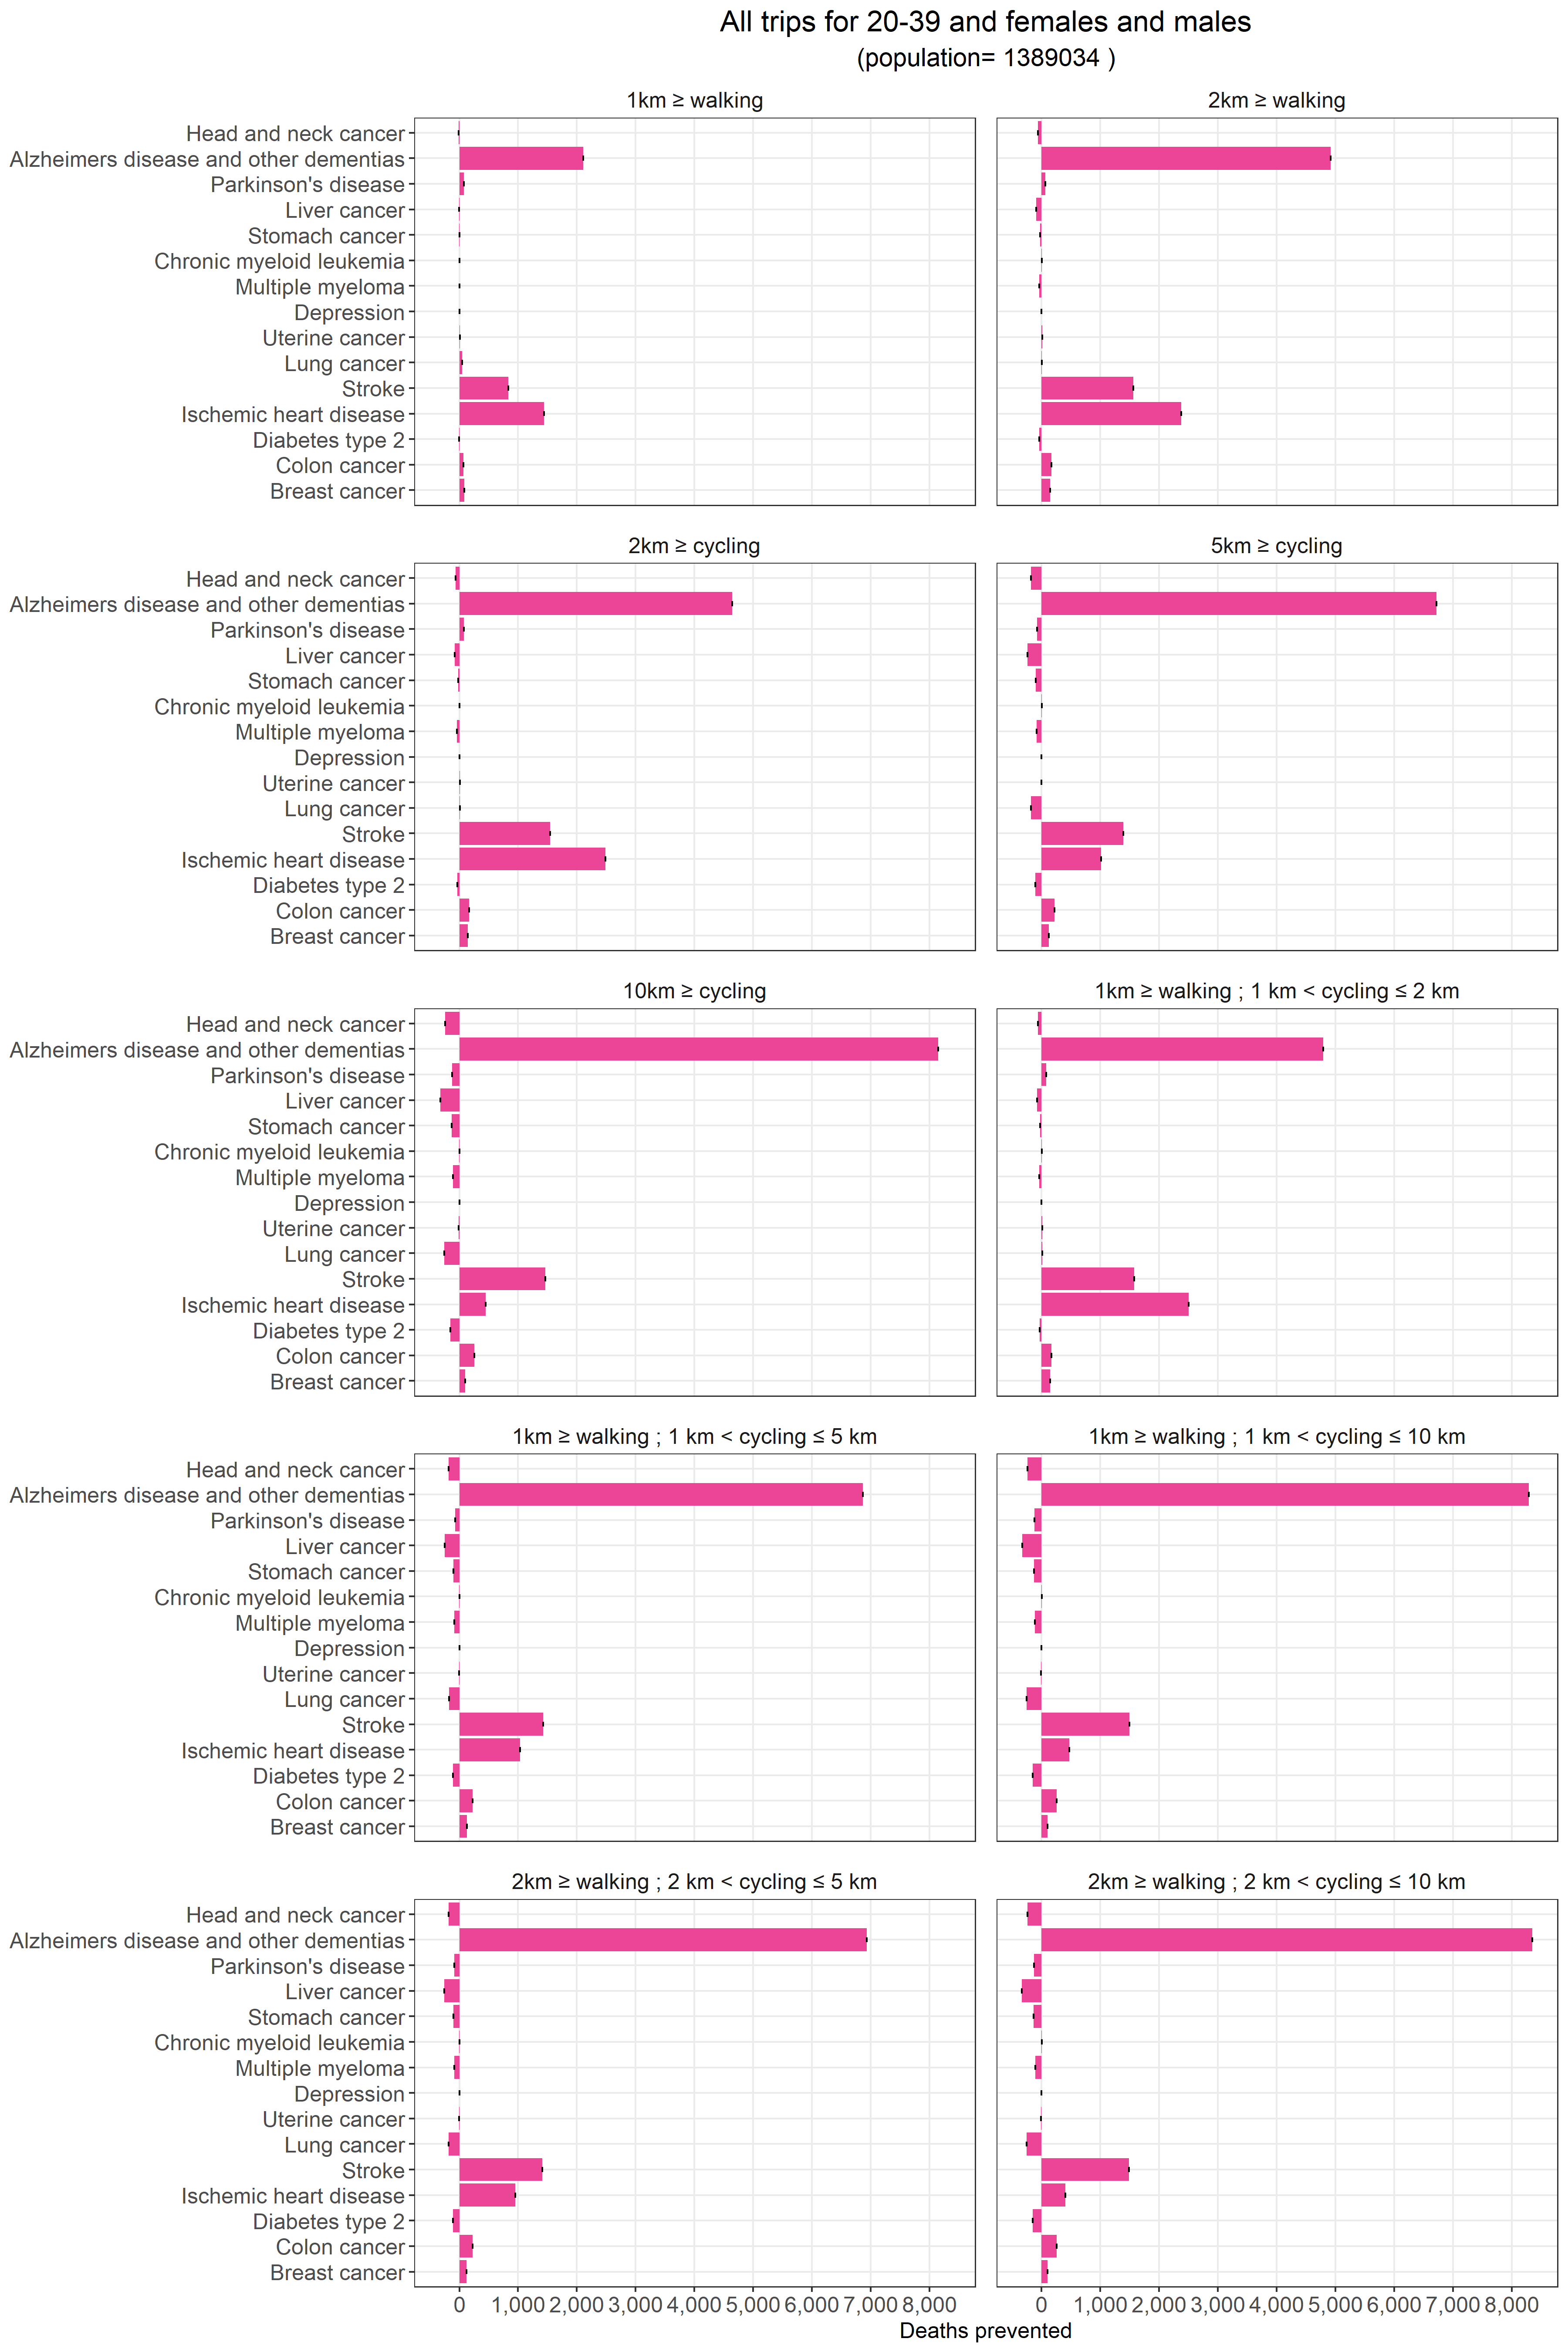 All trips for 20-39 and females and males
(population= 1389034 )
1km ≥ walking
2km ≥ walking
Head and neck cancer
Alzheimers disease and other dementias
Parkinson's disease
Liver cancer
Stomach cancer
Chronic myeloid leukemia
Multiple myeloma
Depression
Uterine cancer
Lung cancer
Stroke
Ischemic heart disease
Diabetes type 2
Colon cancer
Breast cancer
2km ≥ cycling
5km ≥ cycling
Head and neck cancer
Alzheimers disease and other dementias
Parkinson's disease
Liver cancer
Stomach cancer
Chronic myeloid leukemia
Multiple myeloma
Depression
Uterine cancer
Lung cancer
Stroke
Ischemic heart disease
Diabetes type 2
Colon cancer
Breast cancer
10km ≥ cycling
1km ≥ walking ; 1 km < cycling ≤ 2 km
Head and neck cancer
Alzheimers disease and other dementias
Parkinson's disease
Liver cancer
Stomach cancer
Chronic myeloid leukemia
Multiple myeloma
Depression
Uterine cancer
Lung cancer
Stroke
Ischemic heart disease
Diabetes type 2
Colon cancer
Breast cancer
1km ≥ walking ; 1 km < cycling ≤ 5 km
1km ≥ walking ; 1 km < cycling ≤ 10 km
Head and neck cancer
Alzheimers disease and other dementias
Parkinson's disease
Liver cancer
Stomach cancer
Chronic myeloid leukemia
Multiple myeloma
Depression
Uterine cancer
Lung cancer
Stroke
Ischemic heart disease
Diabetes type 2
Colon cancer
Breast cancer
2km ≥ walking ; 2 km < cycling ≤ 5 km
2km ≥ walking ; 2 km < cycling ≤ 10 km
Head and neck cancer
Alzheimers disease and other dementias
Parkinson's disease
Liver cancer
Stomach cancer
Chronic myeloid leukemia
Multiple myeloma
Depression
Uterine cancer
Lung cancer
Stroke
Ischemic heart disease
Diabetes type 2
Colon cancer
Breast cancer
0 1,000 2,000 3,000 4,000 5,000 6,000 7,000 8,000
0 1,000 2,000 3,000 4,000 5,000 6,000 7,000 8,000
Deaths prevented